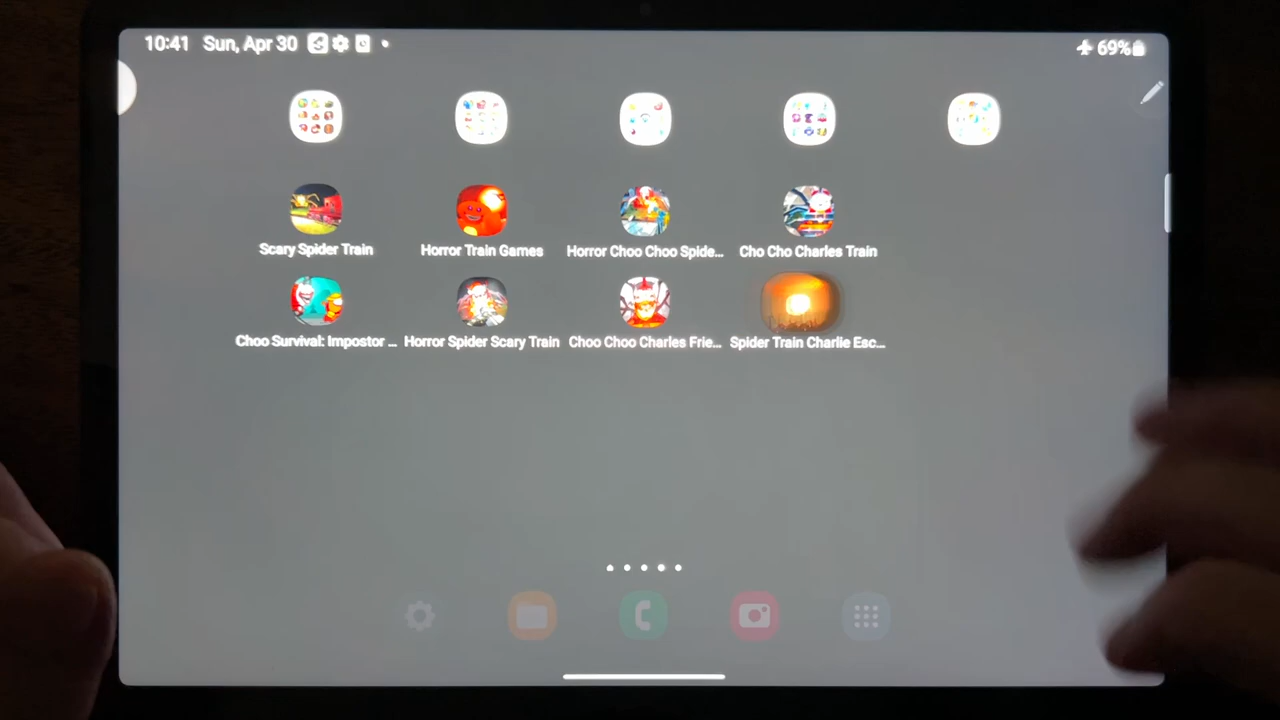 10:41 Sun, Apr 30 69%
Scary Spider Train
Horror Train Games
Horror Choo Choo Spide...
Cho Cho Charles Train
Choo Survival: Impostor ...
Horror Spider Scary Train
Choo Choo Charles Frie...
Spider Train Charlie Esc...